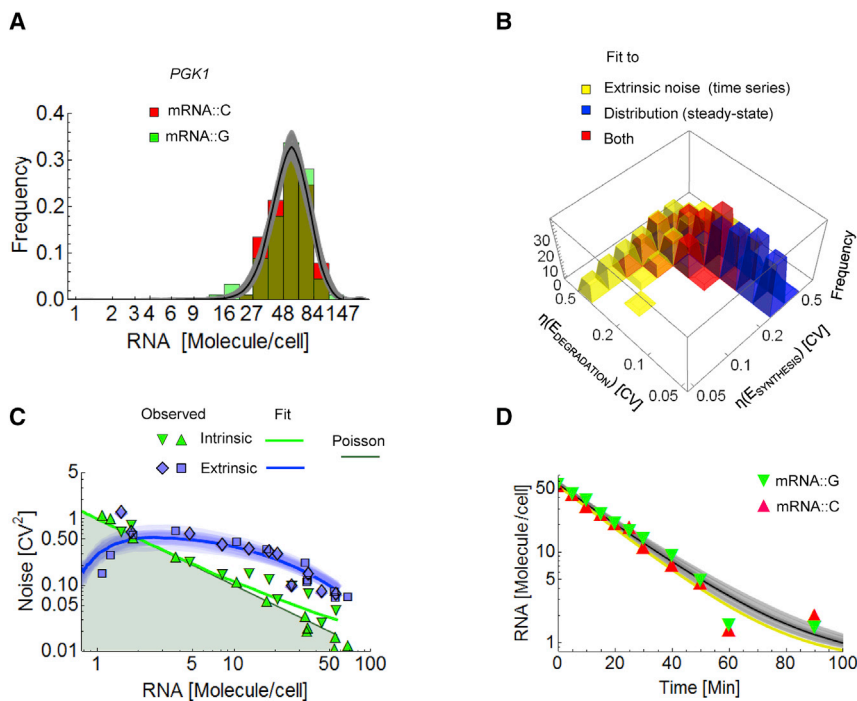 A
PGK1
mRNA::C
mRNA::G
0.4
0.3
0.2
0.1
0.0
Frequency
1 2 3 4 6 9 16 27 48 84 147
RNA [Molecule/cell]
B
Fit to
Extrinsic noise (time series)
Distribution (steady-state)
Both
30
20
10
0
0.5
0.2
0.1
0.05
η(E_DEGRADATION) [CV]
0.05
0.1
0.2
0.5
η(E_SYNTHESIS) [CV]
Frequency
C
Observed Fit Poisson
Intrinsic
Extrinsic
5
1
0.50
0.10
0.05
0.01
Noise [CV²]
1 5 10 50 100
RNA [Molecule/cell]
D
mRNA::G
mRNA::C
50
10
5
1
RNA [Molecule/cell]
0 20 40 60 80 100
Time [Min]